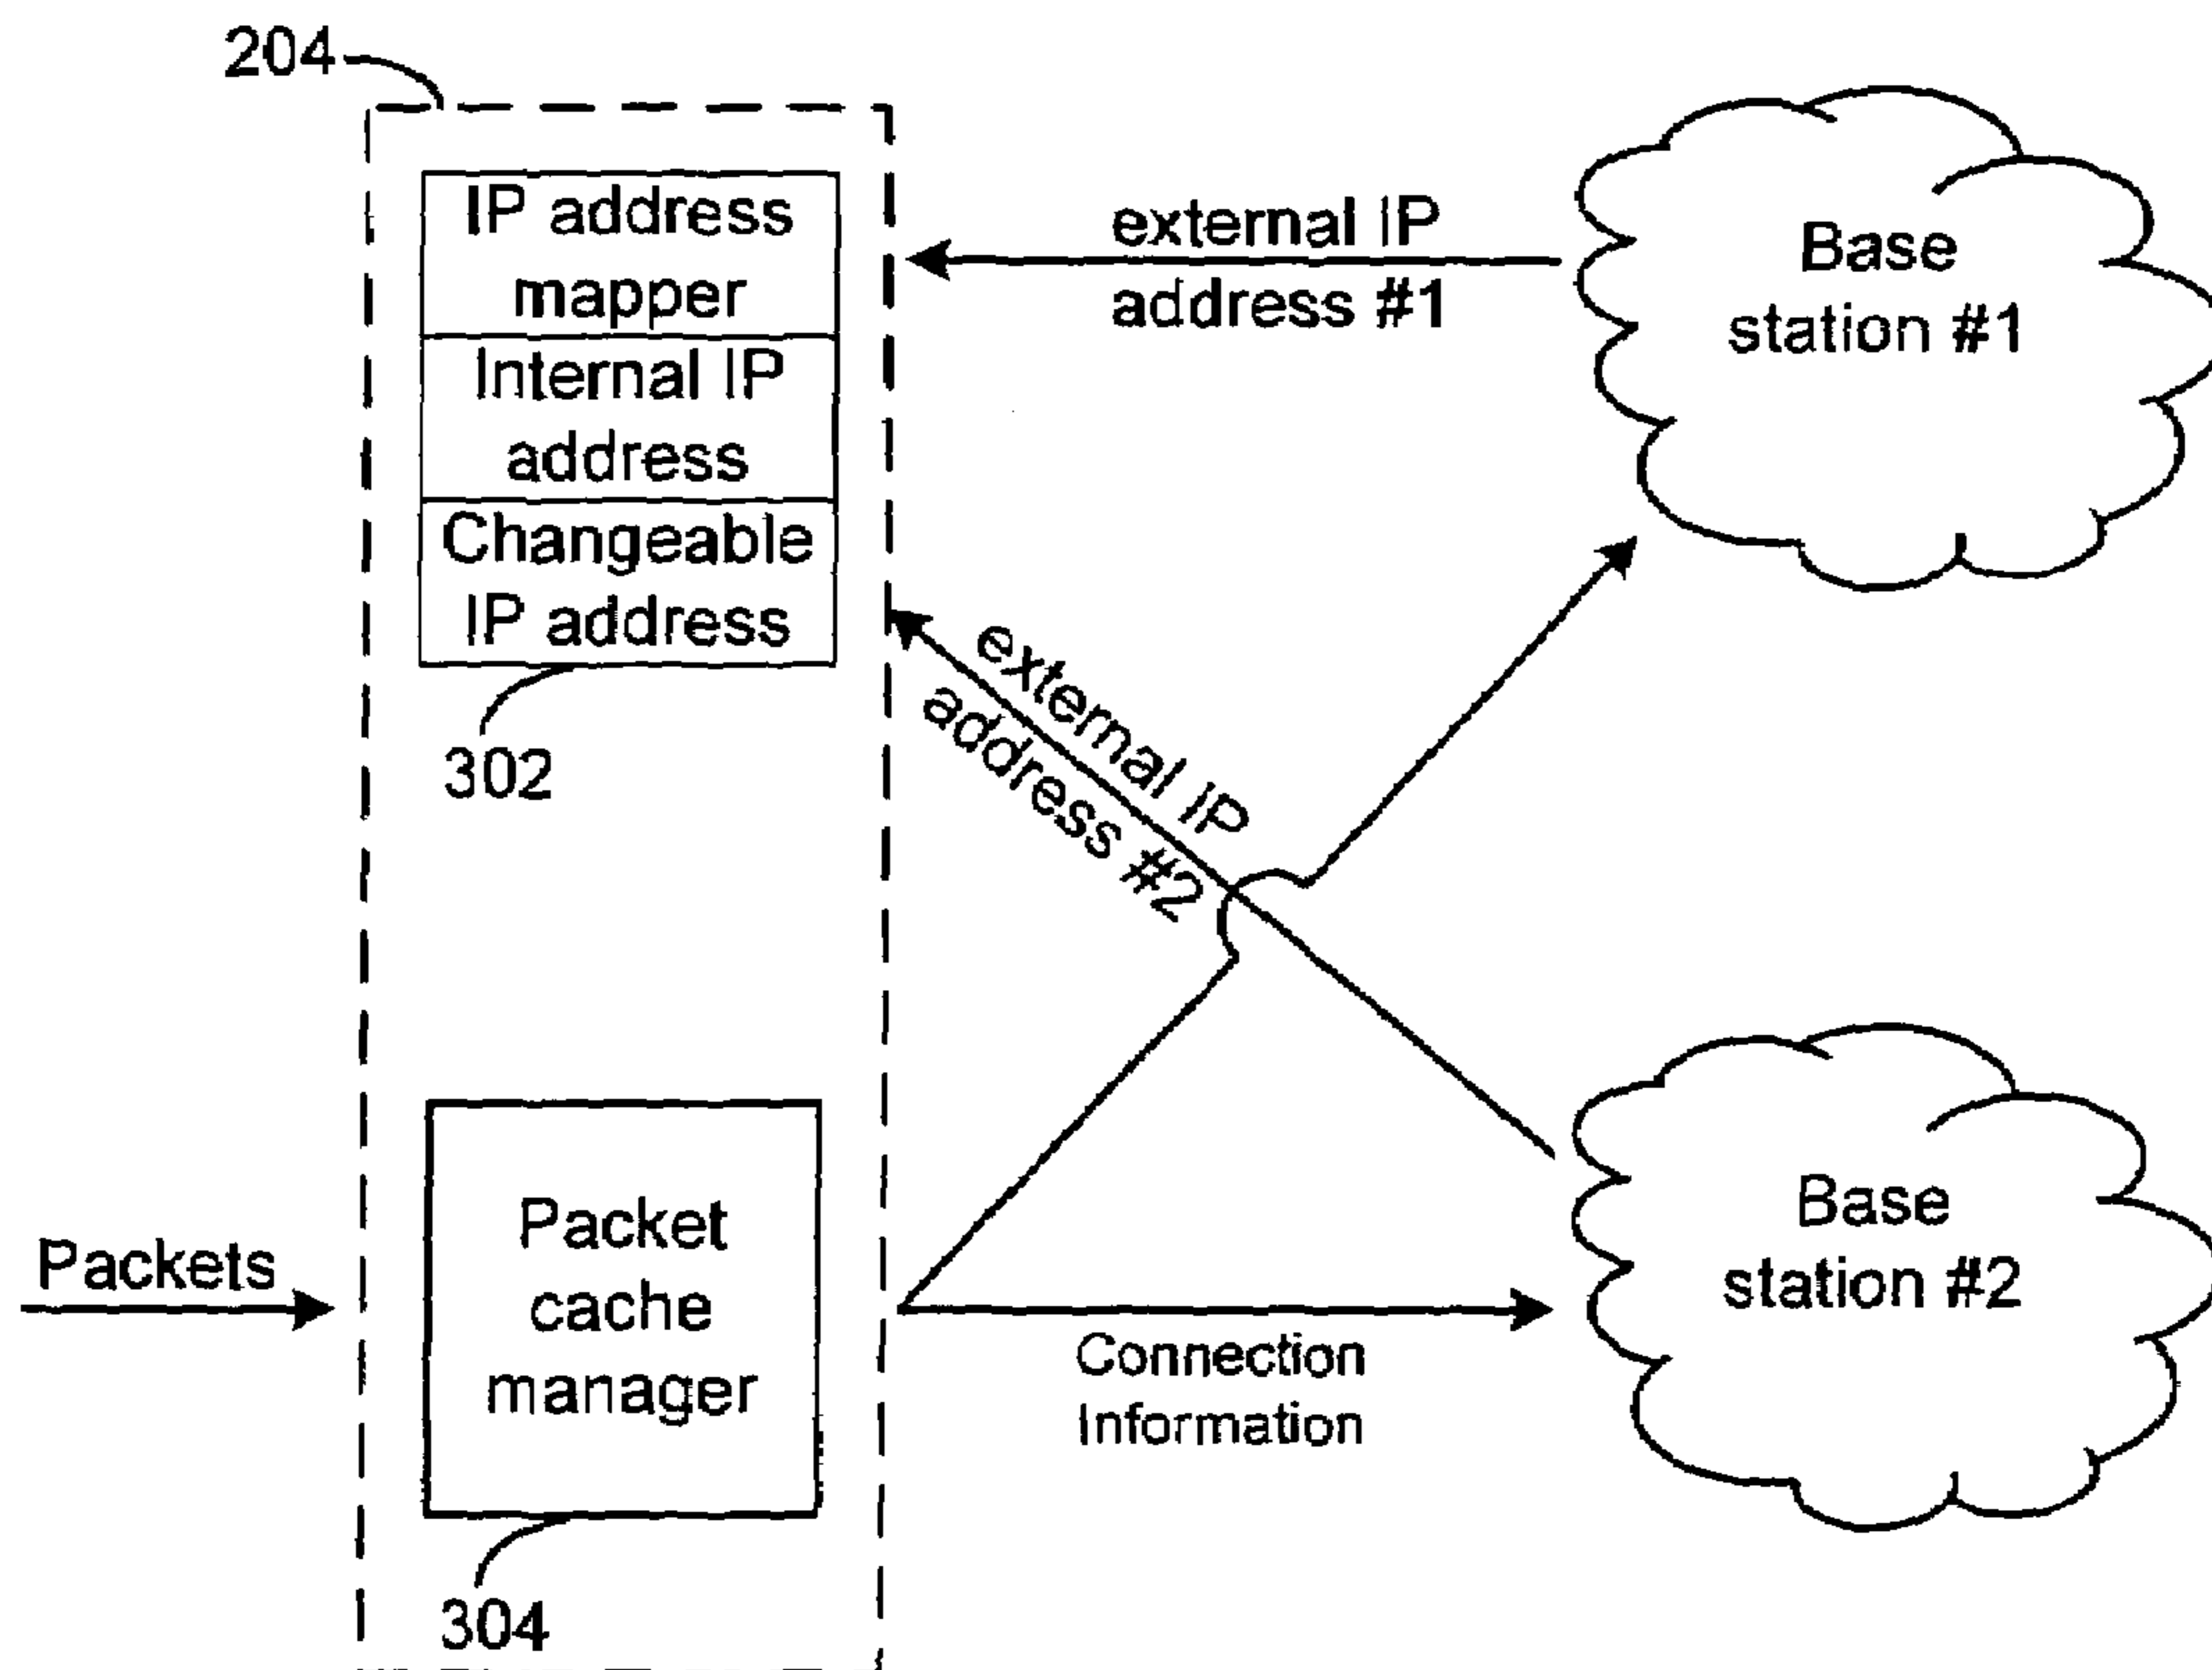 204
IP address
mapper
Internal IP
address
Changeable
IP address
302
external IP
address #1
Base
station #1
external IP
address #2
Packets
Packet
cache
manager
304
Connection
Information
Base
station #2